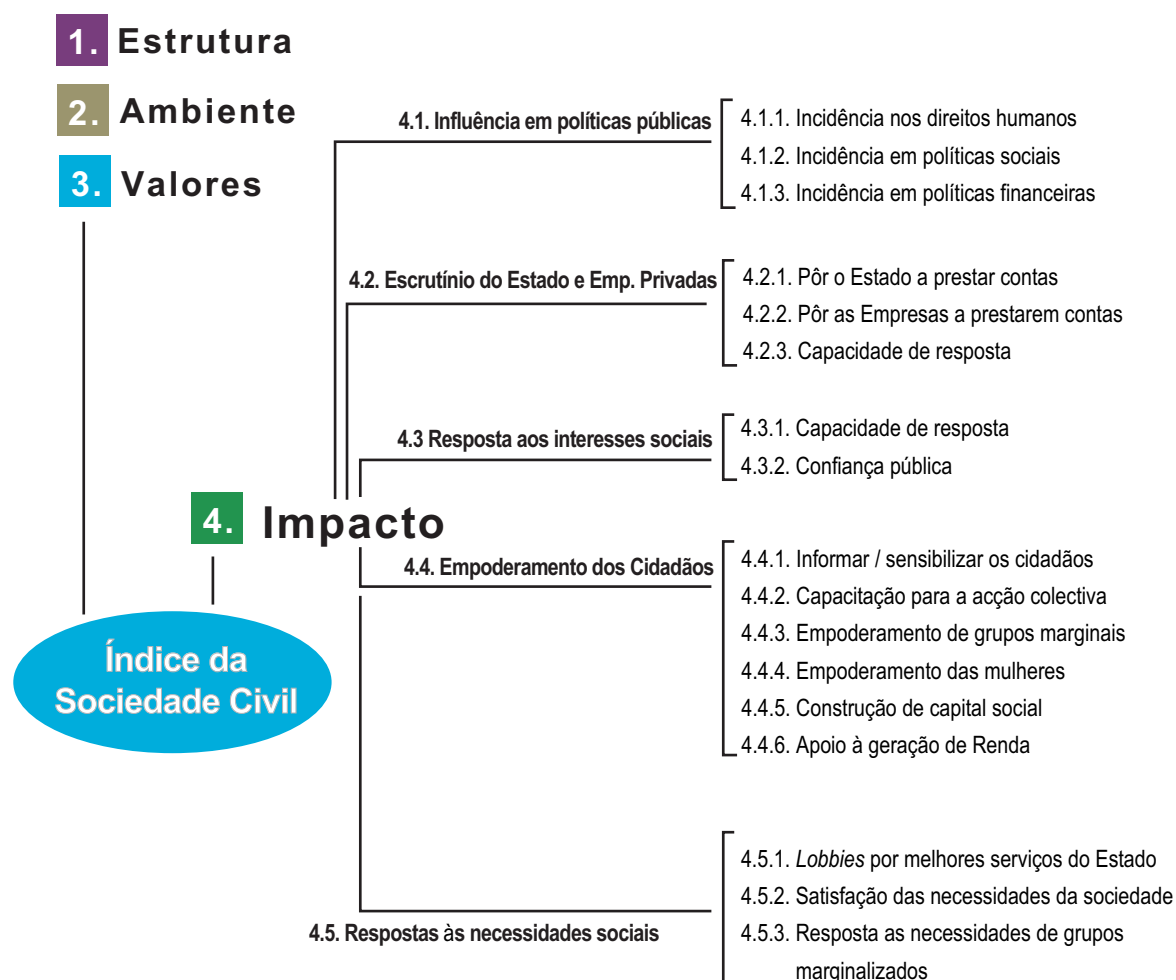 1. Estrutura
2. Ambiente
3. Valores
4.1. Influência em políticas públicas
4.1.1. Incidência nos direitos humanos
4.1.2. Incidência em políticas sociais
4.1.3. Incidência em políticas financeiras
4.2. Escrutínio do Estado e Emp. Privadas
4.2.1. Pôr o Estado a prestar contas
4.2.2. Pôr as Empresas a prestarem contas
4.2.3. Capacidade de resposta
4.3 Resposta aos interesses sociais
4.3.1. Capacidade de resposta
4.3.2. Confiança pública
4. Impacto
4.4. Empoderamento dos Cidadãos
4.4.1. Informar / sensibilizar os cidadãos
4.4.2. Capacitação para a acção colectiva
4.4.3. Empoderamento de grupos marginais
4.4.4. Empoderamento das mulheres
4.4.5. Construção de capital social
4.4.6. Apoio à geração de Renda
Índice da
Sociedade Civil
4.5. Respostas às necessidades sociais
4.5.1. Lobbies por melhores serviços do Estado
4.5.2. Satisfação das necessidades da sociedade
4.5.3. Resposta as necessidades de grupos
marginalizados